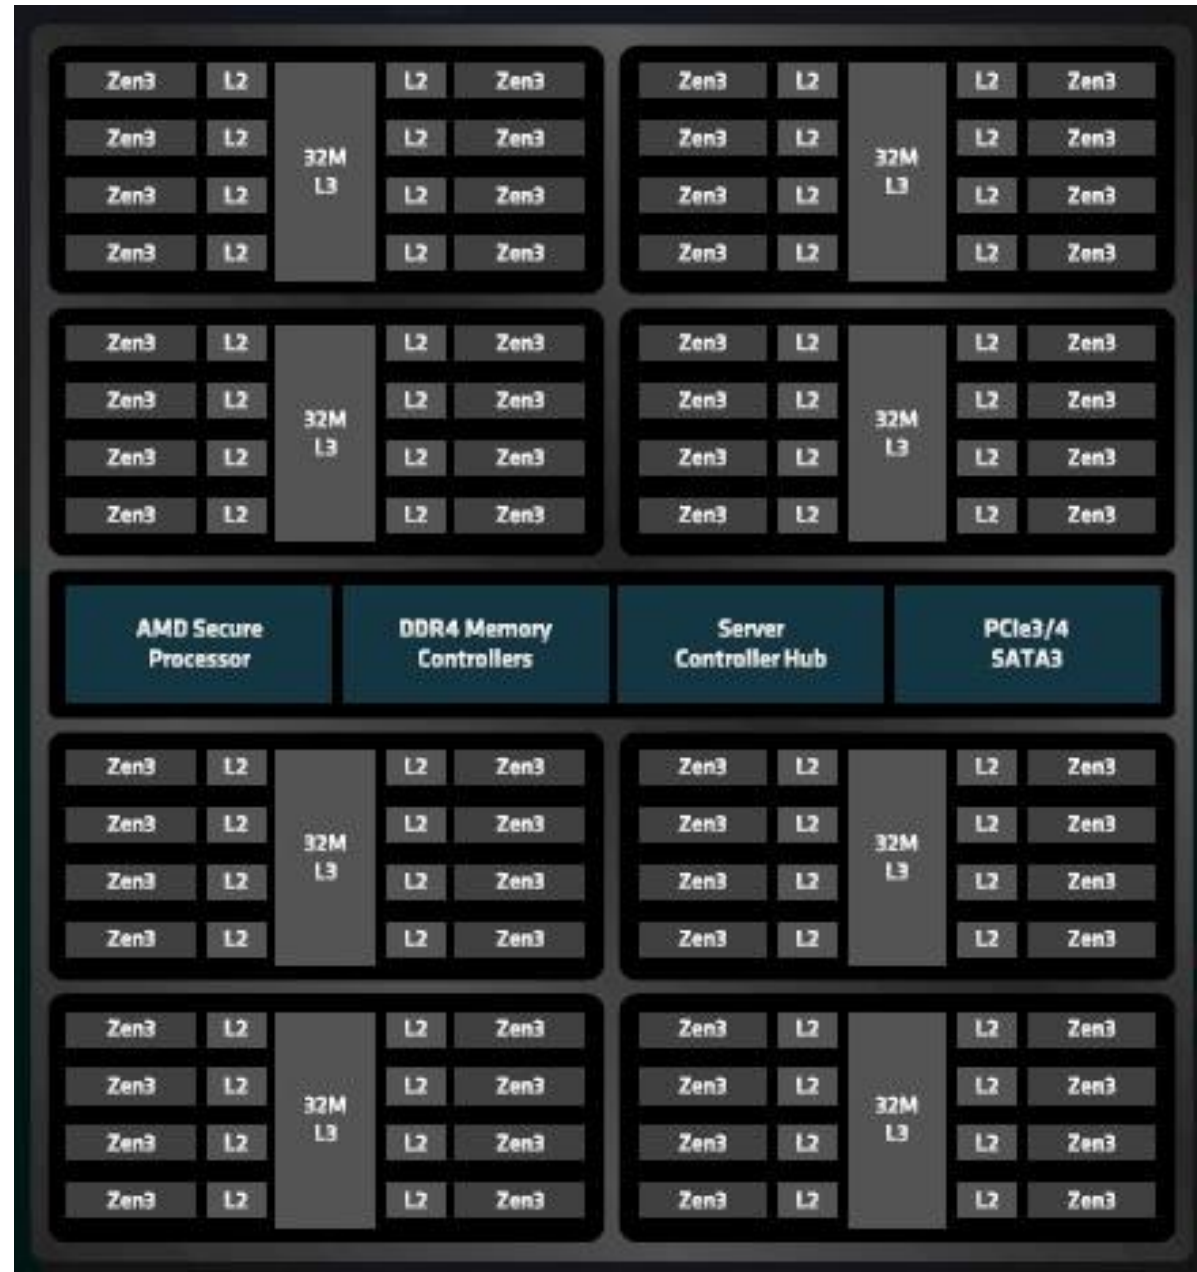 Zen3 L2 L2 Zen3 Zen3 L2 L2 Zen3
Zen3 L2 L2 Zen3 Zen3 L2 L2 Zen3
32M 32M
L3 L3
Zen3 L2 L2 Zen3 Zen3 L2 L2 Zen3
Zen3 L2 L2 Zen3 Zen3 L2 L2 Zen3
Zen3 L2 L2 Zen3 Zen3 L2 L2 Zen3
Zen3 L2 L2 Zen3 Zen3 L2 L2 Zen3
32M 32M
L3 L3
Zen3 L2 L2 Zen3 Zen3 L2 L2 Zen3
Zen3 L2 L2 Zen3 Zen3 L2 L2 Zen3
AMD Secure
Processor
DDR4 Memory
Controllers
Server
Controller Hub
PCIe3/4
SATA3
Zen3 L2 L2 Zen3 Zen3 L2 L2 Zen3
Zen3 L2 L2 Zen3 Zen3 L2 L2 Zen3
32M 32M
L3 L3
Zen3 L2 L2 Zen3 Zen3 L2 L2 Zen3
Zen3 L2 L2 Zen3 Zen3 L2 L2 Zen3
Zen3 L2 L2 Zen3 Zen3 L2 L2 Zen3
Zen3 L2 L2 Zen3 Zen3 L2 L2 Zen3
32M 32M
L3 L3
Zen3 L2 L2 Zen3 Zen3 L2 L2 Zen3
Zen3 L2 L2 Zen3 Zen3 L2 L2 Zen3